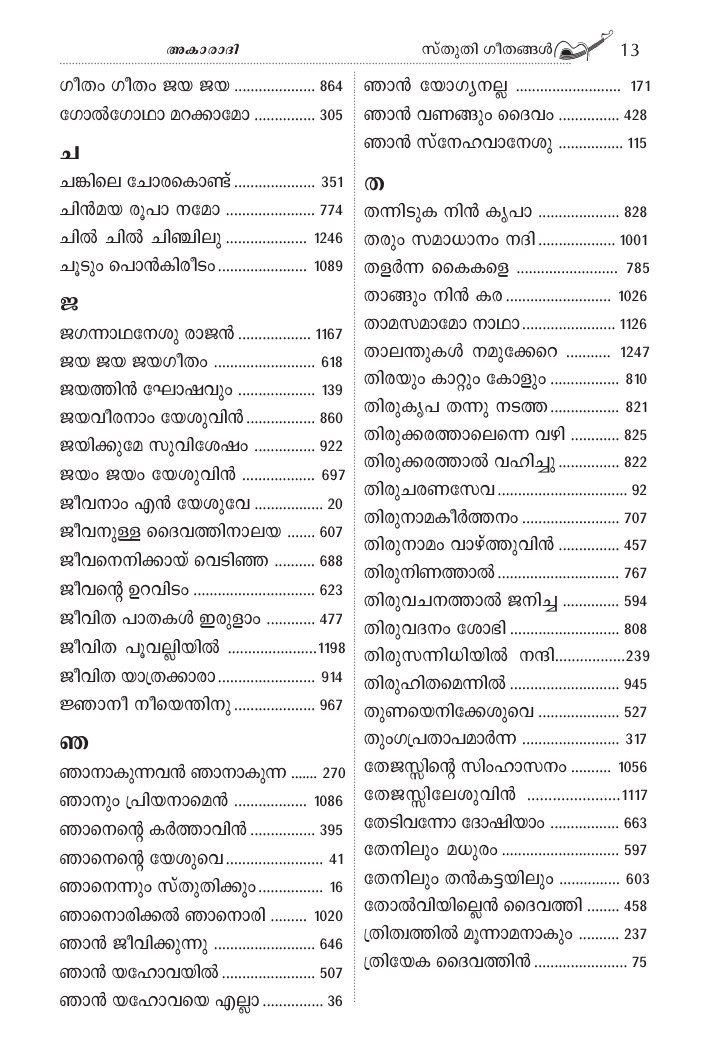 അകാരാദി
സ്തുതി ഗീതങ്ങൾ 13
ഗീതം ഗീതം ജയ ജയ .................... 864
ഗോൽഗോഥാ മറക്കാമോ ............... 305
ച
ചങ്കിലെ ചോരകൊണ്ട് .................... 351
ചിൻമയ രൂപാ നമോ ...................... 774
ചിൽ ചിൽ ചിഞ്ചിലു .................... 1246
ചൂടും പൊൻകിരീടം ...................... 1089
ജ
ജഗന്നാഥനേശു രാജൻ .................. 1167
ജയ ജയ ജയഗീതം ......................... 618
ജയത്തിൻ ഘോഷവും ................... 139
ജയവീരനാം യേശുവിൻ ................. 860
ജയിക്കുമേ സുവിശേഷം ............... 922
ജയം ജയം യേശുവിൻ .................. 697
ജീവനാം എൻ യേശുവേ ................. 20
ജീവനുള്ള ദൈവത്തിനാലയ ....... 607
ജീവനെനിക്കായ് വെടിഞ്ഞ .......... 688
ജീവന്റെ ഉറവിടം .............................. 623
ജീവിത പാതകൾ ഇരുളാം ............ 477
ജീവിത പൂവല്ലിയിൽ ......................1198
ജീവിത യാത്രക്കാരാ ........................ 914
ജ്ഞാനീ നീയെന്തിനു .................... 967
ഞ
ഞാനാകുന്നവൻ ഞാനാകുന്ന ....... 270
ഞാനും പ്രിയനാമെൻ .................. 1086
ഞാനെന്റെ കർത്താവിൻ ................ 395
ഞാനെന്റെ യേശുവെ ........................ 41
ഞാനെന്നും സ്തുതിക്കും ................ 16
ഞാനൊരിക്കൽ ഞാനൊരി ......... 1020
ഞാൻ ജീവിക്കുന്നു ......................... 646
ഞാൻ യഹോവയിൽ ....................... 507
ഞാൻ യഹോവയെ എല്ലാ ............... 36
ഞാൻ യോഗ്യനല്ല .......................... 171
ഞാൻ വണങ്ങും ദൈവം ............... 428
ഞാൻ സ്നേഹവാനേശു ................ 115
ത
തന്നിടുക നിൻ കൃപാ .................... 828
തരും സമാധാനം നദി ................... 1001
തളർന്ന കൈകളെ ......................... 785
താങ്ങും നിൻ കര .......................... 1026
താമസമാമോ നാഥാ ....................... 1126
താലന്തുകൾ നമുക്കേറെ ........... 1247
തിരയും കാറ്റും കോളും ................. 810
തിരുകൃപ തന്നു നടത്ത ................. 821
തിരുക്കരത്താലെന്നെ വഴി ............ 825
തിരുക്കരത്താൽ വഹിച്ചു ............... 822
തിരുചരണസേവ ................................ 92
തിരുനാമകീർത്തനം ........................ 707
തിരുനാമം വാഴ്ത്തുവിൻ ............... 457
തിരുനിണത്താൽ .............................. 767
തിരുവചനത്താൽ ജനിച്ച .............. 594
തിരുവദനം ശോഭി ........................... 808
തിരുസന്നിധിയിൽ നന്ദി.................239
തിരുഹിതമെന്നിൽ ........................... 945
തുണയെനിക്കേശുവെ .................... 527
തുംഗപ്രതാപമാർന്ന ........................ 317
തേജസ്സിന്റെ സിംഹാസനം .......... 1056
തേജസ്സിലേശുവിൻ .......................1117
തേടിവന്നോ ദോഷിയാം ................. 663
തേനിലും മധുരം ............................. 597
തേനിലും തൻകട്ടയിലും ............... 603
തോൽവിയില്ലെൻ ദൈവത്തി ........ 458
ത്രിത്വത്തിൽ മൂന്നാമനാകും .......... 237
ത്രിയേക ദൈവത്തിൻ ....................... 75